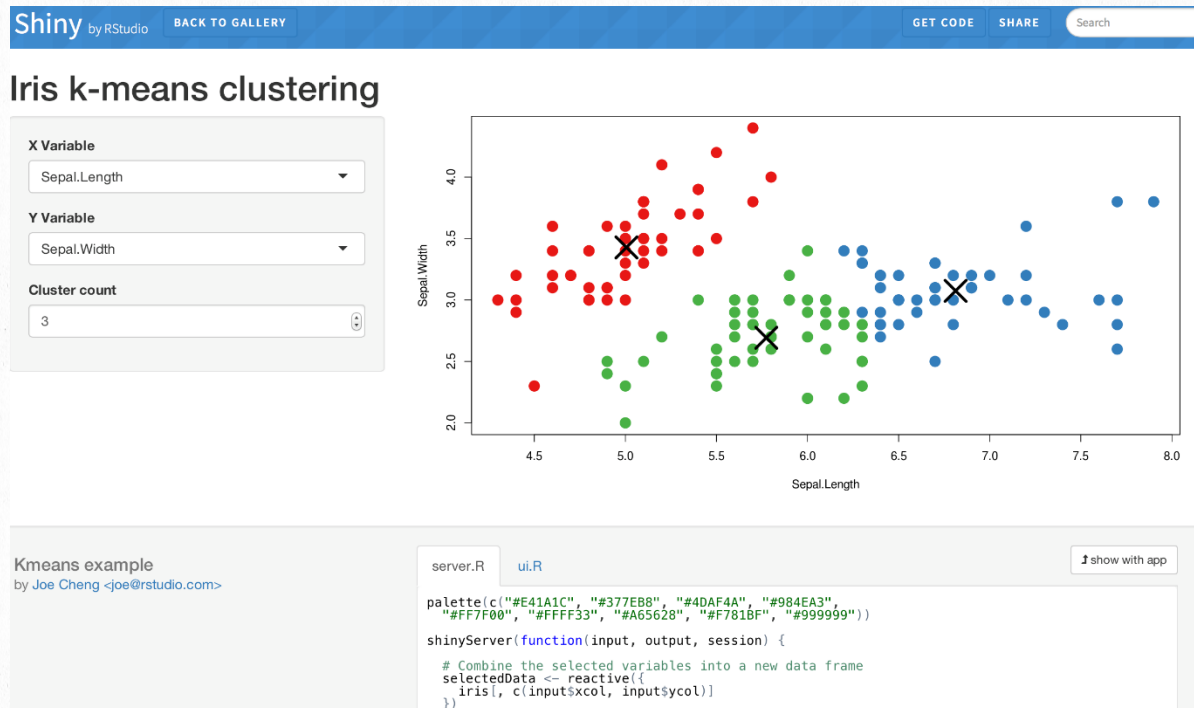 Shiny by RStudio BACK TO GALLERY GET CODE SHARE Search
Iris k-means clustering
X Variable
Sepal.Length
Y Variable
Sepal.Width
Cluster count
3
Sepal.Width
4.0
3.5
3.0
2.5
2.0
4.5 5.0 5.5 6.0 6.5 7.0 7.5 8.0
Sepal.Length
Kmeans example
by Joe Cheng <joe@rstudio.com>
server.R ui.R show with app
palette(c("#E41A1C", "#377EB8", "#4DAF4A", "#984EA3",
  "#FF7F00", "#FFFF33", "#A65628", "#F781BF", "#999999"))
shinyServer(function(input, output, session) {
  # Combine the selected variables into a new data frame
  selectedData <- reactive({
    iris[, c(input$xcol, input$ycol)]
  })